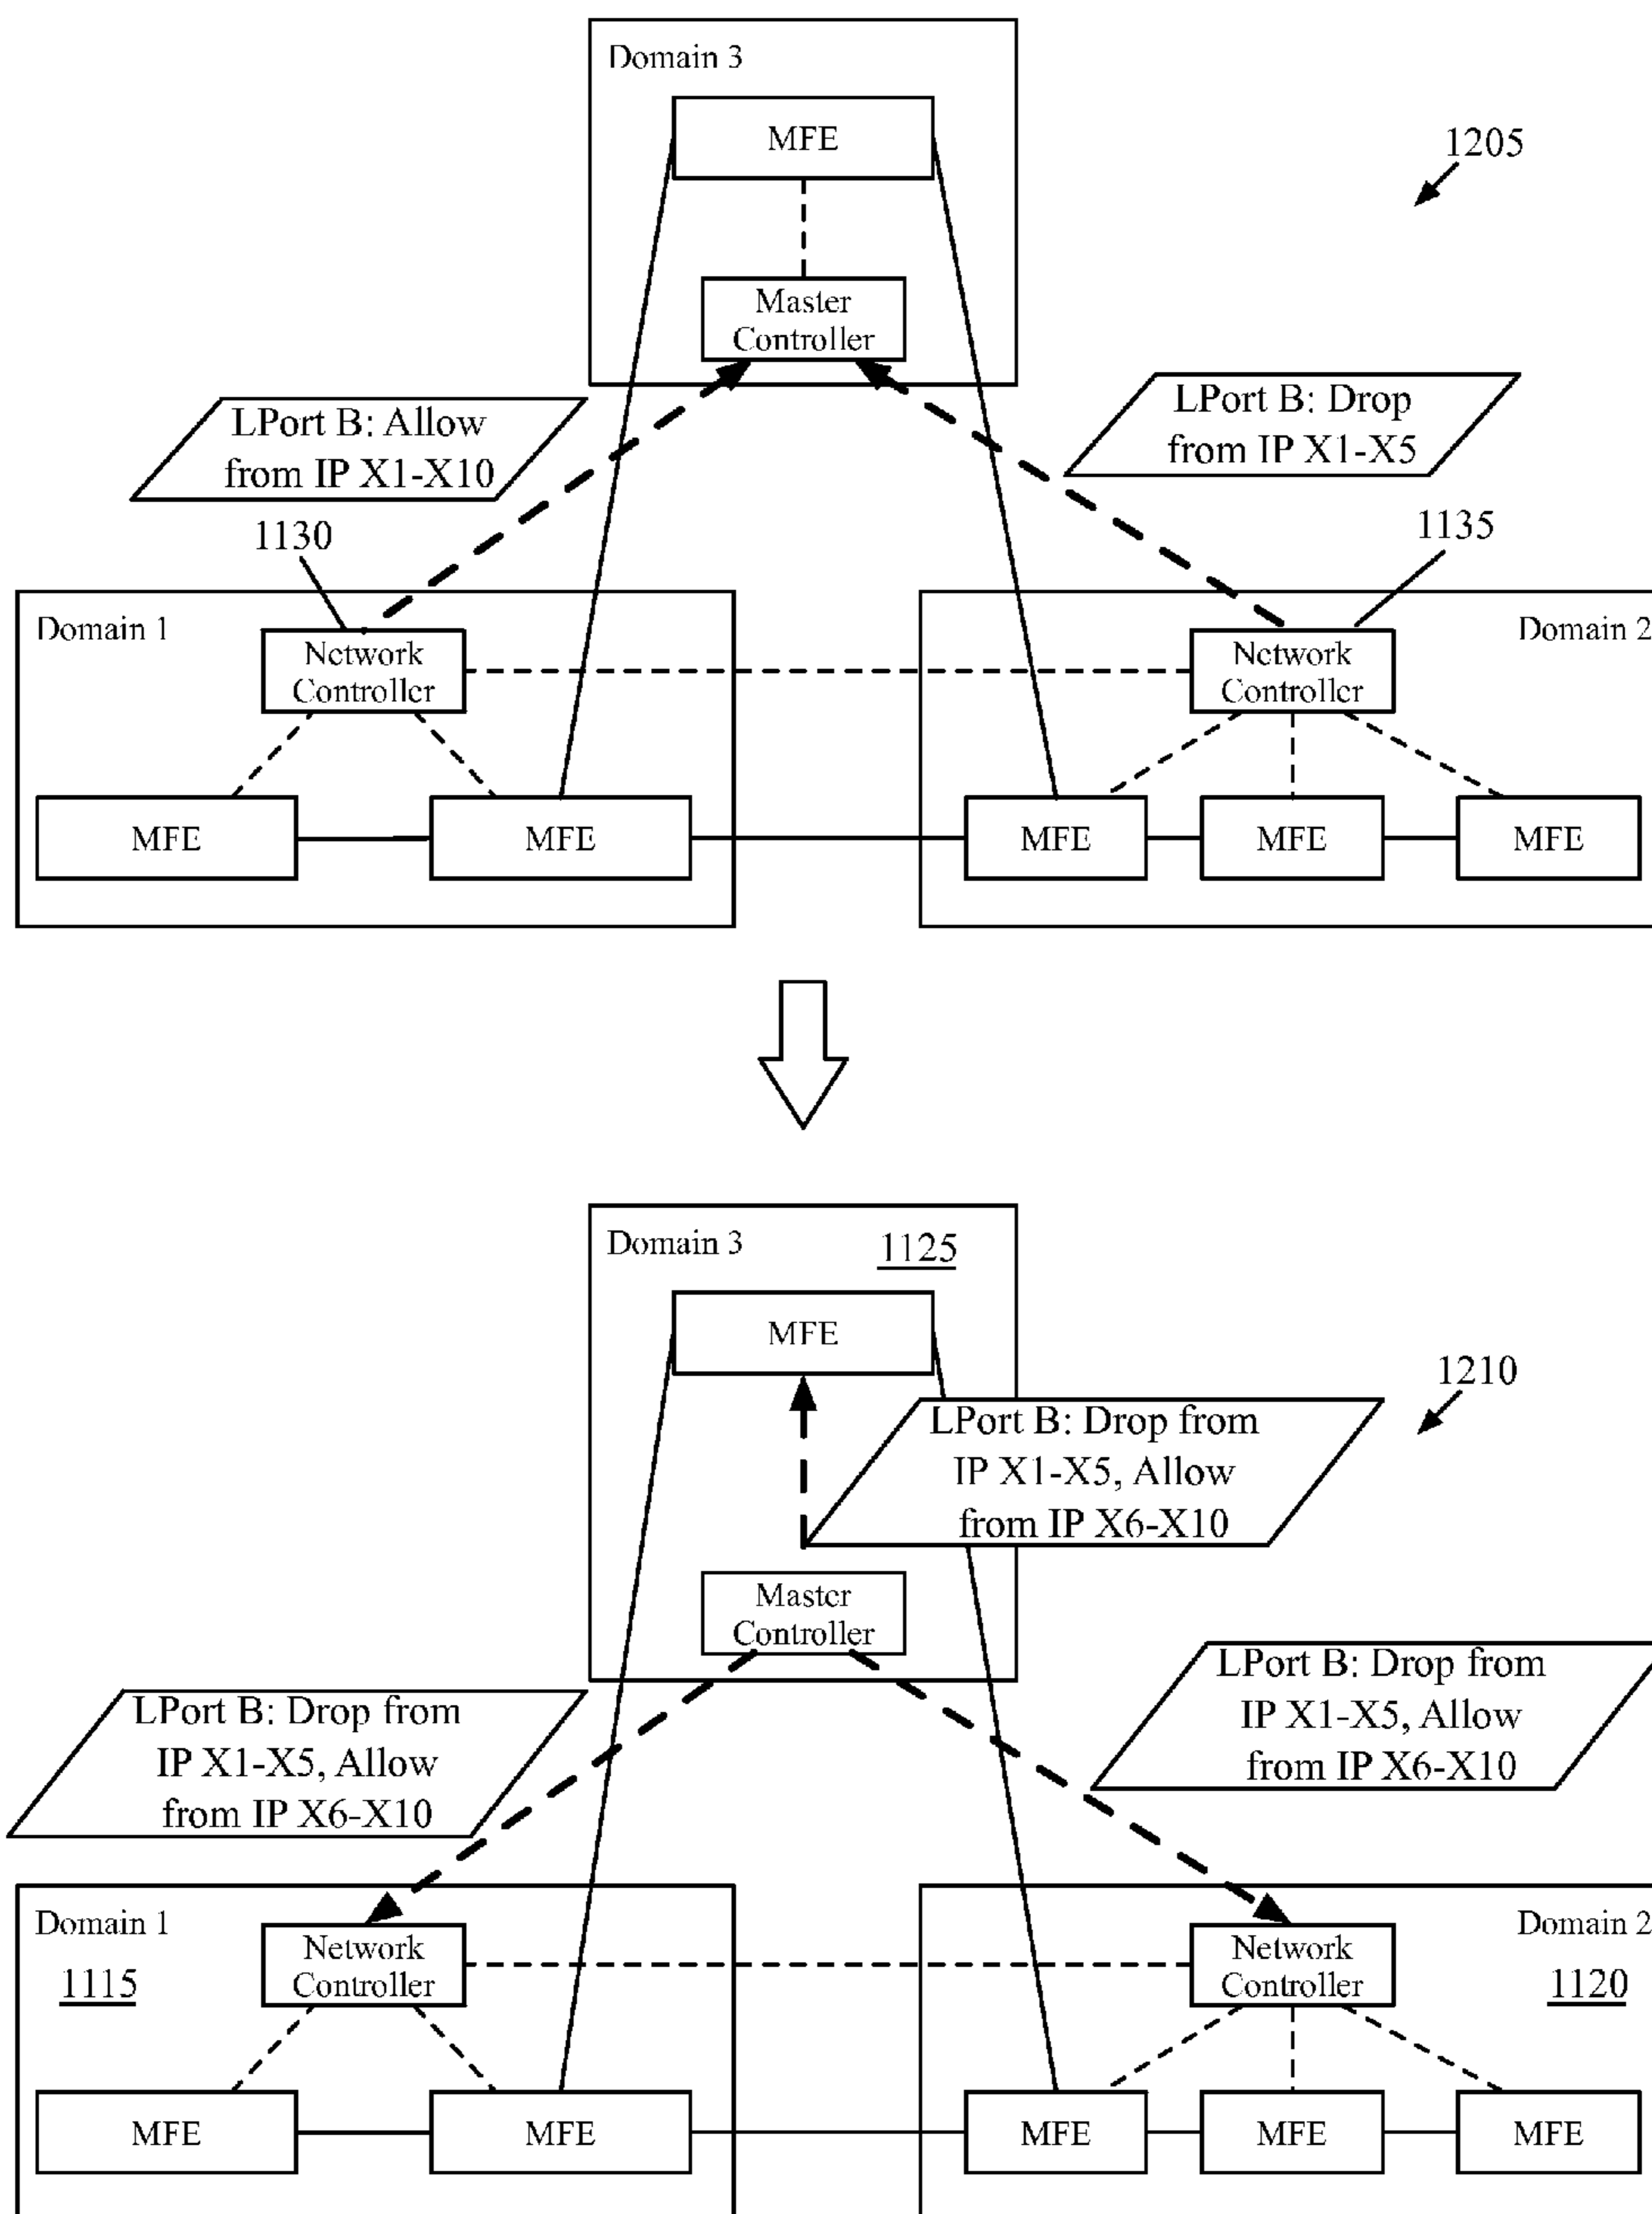 Domain 3
MFE
1205
Master
Controller
LPort B: Allow
from IP X1-X10
LPort B: Drop
from IP X1-X5
1130
1135
Domain 1
Network
Controller
Network
Controller
Domain 2
MFE
MFE
MFE
MFE
MFE
Domain 3
1125
MFE
1210
LPort B: Drop from
IP X1-X5, Allow
from IP X6-X10
Master
Controller
LPort B: Drop from
IP X1-X5, Allow
from IP X6-X10
LPort B: Drop from
IP X1-X5, Allow
from IP X6-X10
Domain 1
1115
Network
Controller
Network
Controller
Domain 2
1120
MFE
MFE
MFE
MFE
MFE